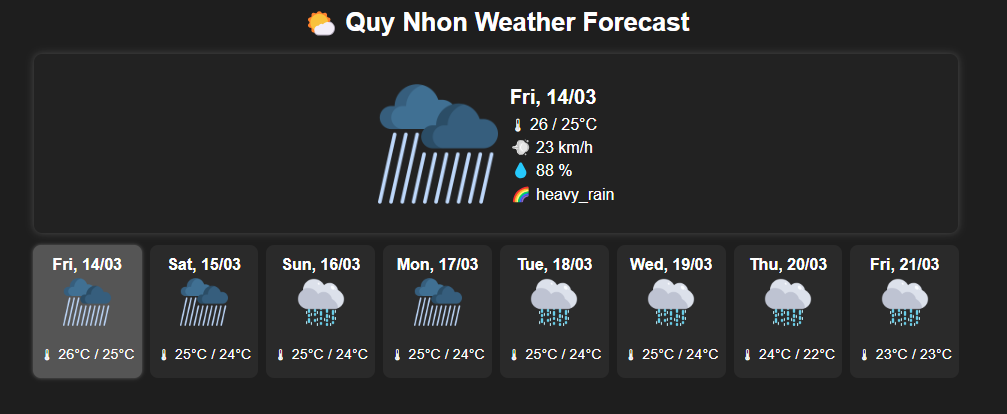 Quy Nhon Weather Forecast
Fri, 14/03
26 / 25°C
23 km/h
88 %
heavy_rain
Fri, 14/03
26°C / 25°C
Sat, 15/03
25°C / 24°C
Sun, 16/03
25°C / 24°C
Mon, 17/03
25°C / 24°C
Tue, 18/03
25°C / 24°C
Wed, 19/03
25°C / 24°C
Thu, 20/03
24°C / 22°C
Fri, 21/03
23°C / 23°C